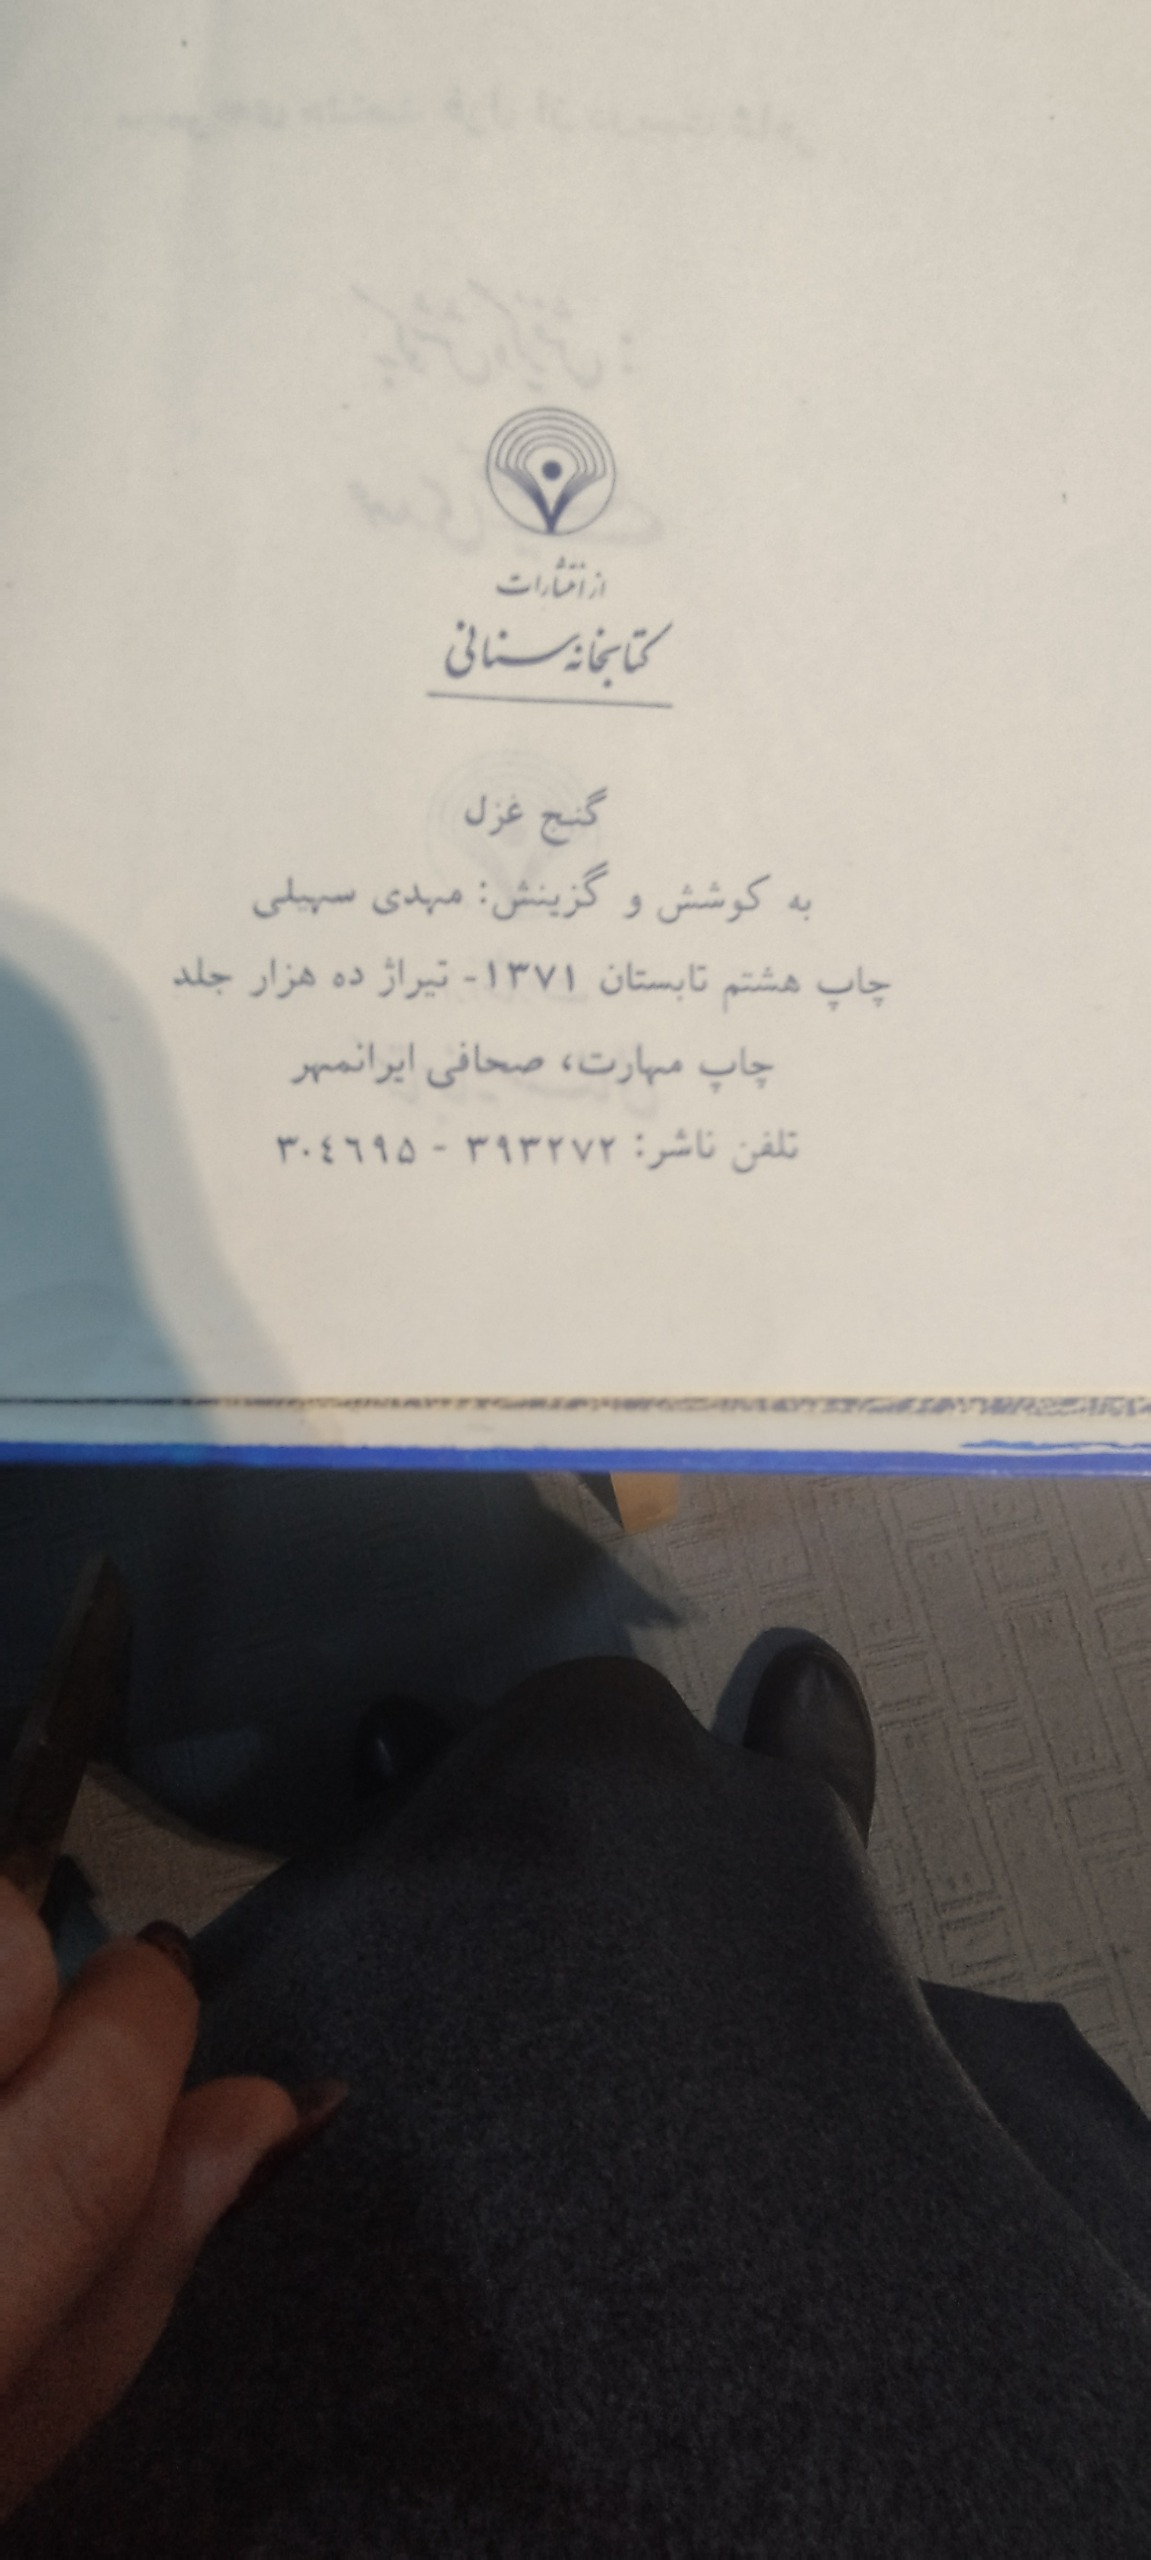 از انتشارات
کتابخانه سنائی
گنج غزل
به کوشش و گزینش: مهدی سهیلی
چاپ هشتم تابستان ۱۳۷۱- تیراژ ده هزار جلد
چاپ مهارت، صحافی ایرانمهر
تلفن ناشر: ۳۹۳۲۷۲ - ۳۰٤٦۹۵